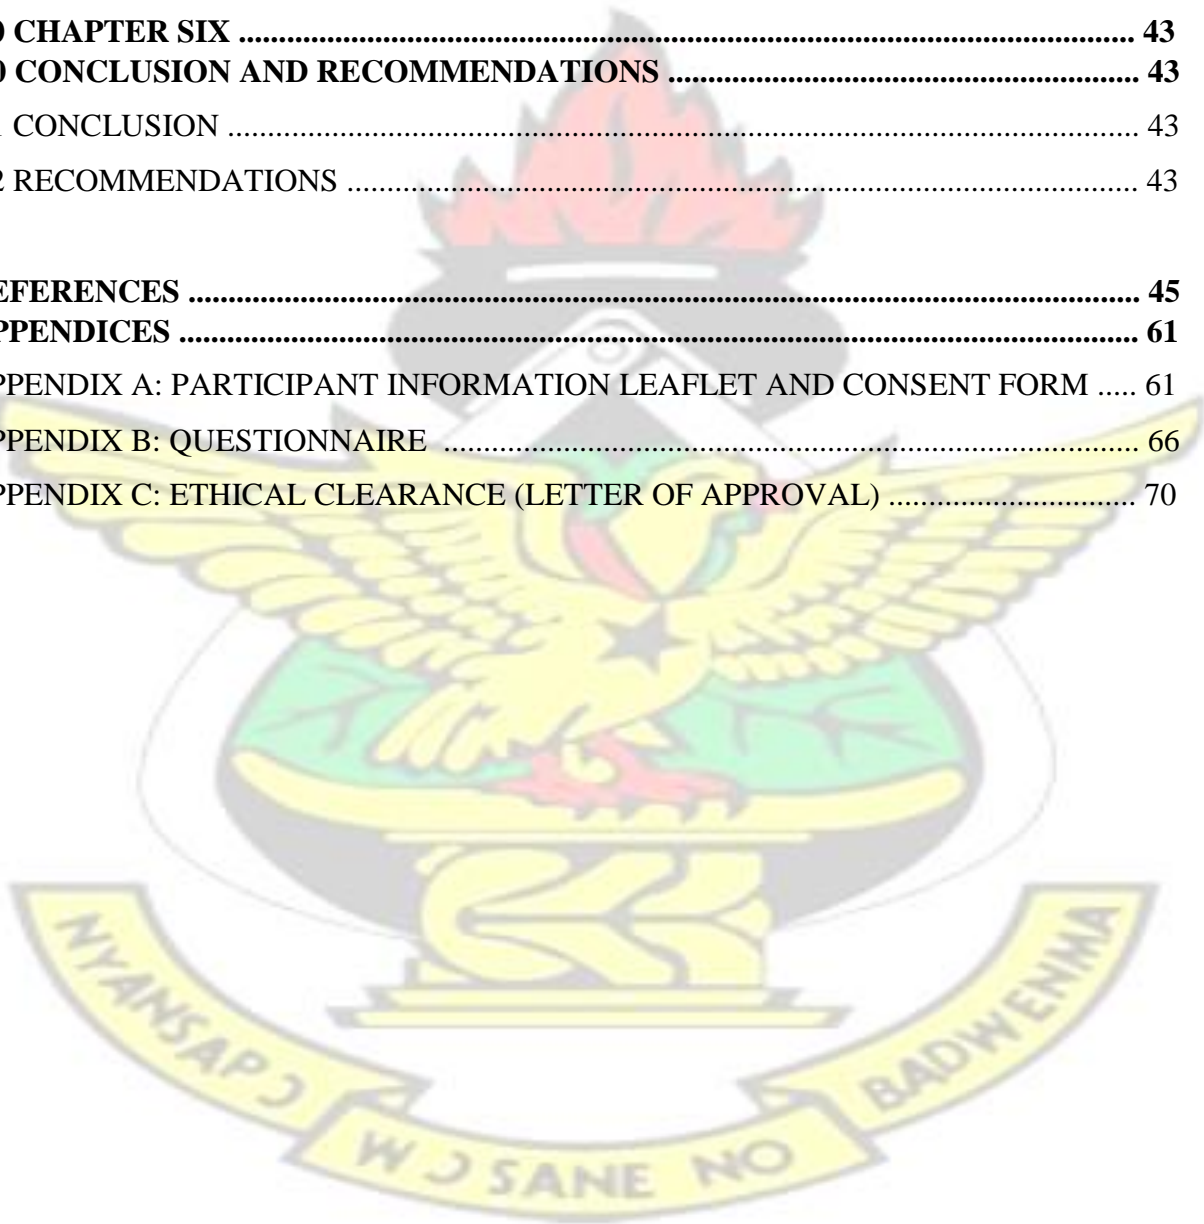 0 CHAPTER SIX ........................................................................................................... 43
0 CONCLUSION AND RECOMMENDATIONS ........................................................ 43
1 CONCLUSION ............................................................................................................... 43
2 RECOMMENDATIONS ................................................................................................ 43
EFERENCES ................................................................................................................... 45
PPENDICES .................................................................................................................... 61
PPENDIX A: PARTICIPANT INFORMATION LEAFLET AND CONSENT FORM ..... 61
PPENDIX B: QUESTIONNAIRE ..................................................................................... 66
PPENDIX C: ETHICAL CLEARANCE (LETTER OF APPROVAL) ............................... 70
NYANSAPƆ WƆ SANE NO BADWENMA